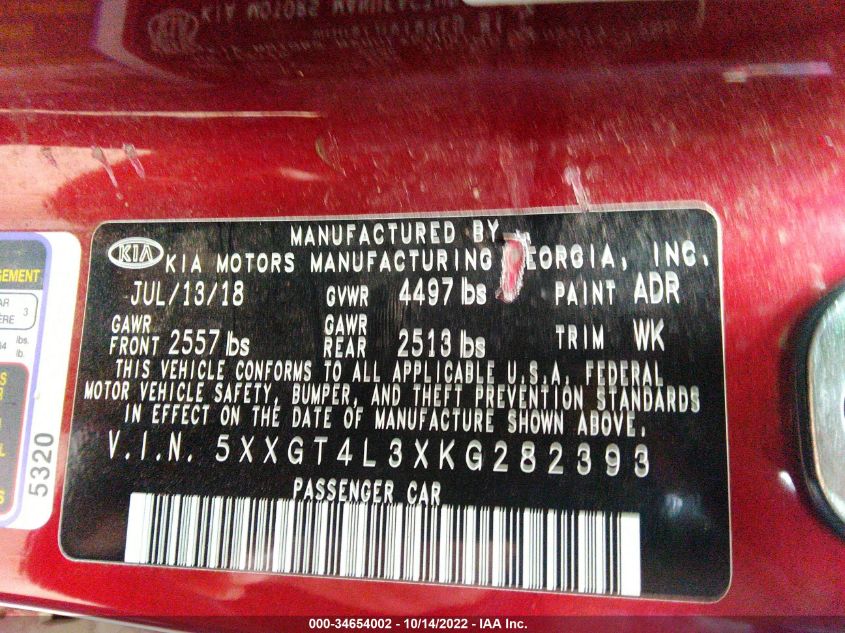 MANUFACTURED BY
KIA KIA MOTORS MANUFACTURING EORGIA, INC.
JUL/13/18 GVWR 4497 lbs PAINT ADR
GAWR FRONT 2557 lbs GAWR REAR 2513 lbs TRIM WK
THIS VEHICLE CONFORMS TO ALL APPLICABLE U.S.A. FEDERAL
MOTOR VEHICLE SAFETY, BUMPER, AND THEFT PREVENTION STANDARDS
IN EFFECT ON THE DATE OF MANUFACTURE SHOWN ABOVE.
V.I.N. 5XXGT4L3XKG282393
PASSENGER CAR
3
lbs.
lb.
5320
000-34654002 - 10/14/2022 - IAA Inc.